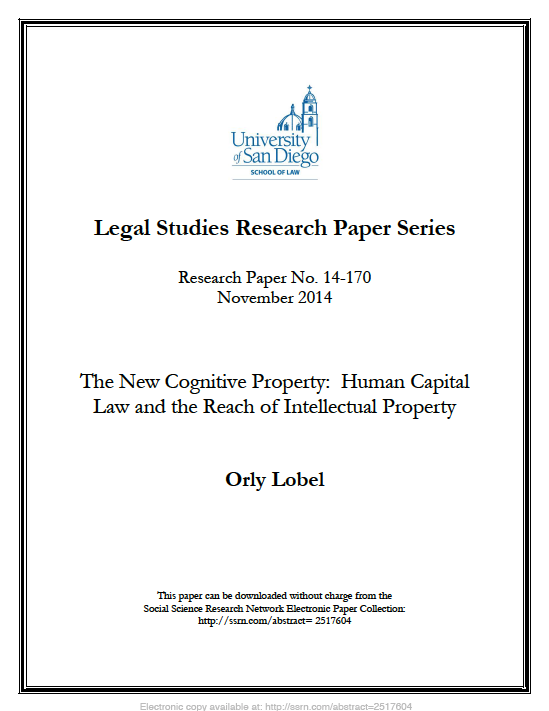 University
of San Diego
SCHOOL OF LAW
Legal Studies Research Paper Series
Research Paper No. 14-170
November 2014
The New Cognitive Property: Human Capital
Law and the Reach of Intellectual Property
Orly Lobel
This paper can be downloaded without charge from the
Social Science Research Network Electronic Paper Collection:
http://ssrn.com/abstract= 2517604
Electronic copy available at: http://ssrn.com/abstract=2517604